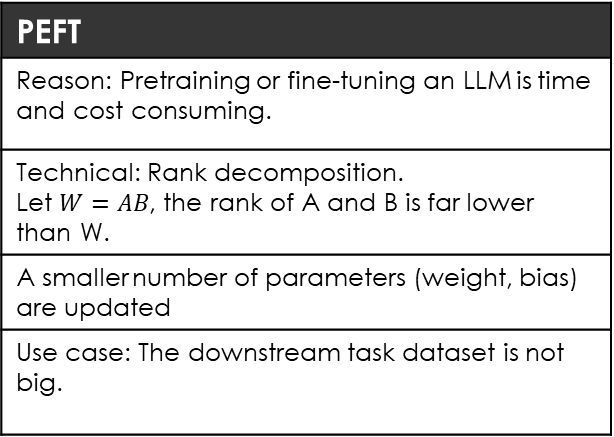 PEFT
Reason: Pretraining or fine-tuning an LLM is time
and cost consuming.
Technical: Rank decomposition.
Let W = AB, the rank of A and B is far lower
than W.
A smaller number of parameters (weight, bias)
are updated
Use case: The downstream task dataset is not
big.